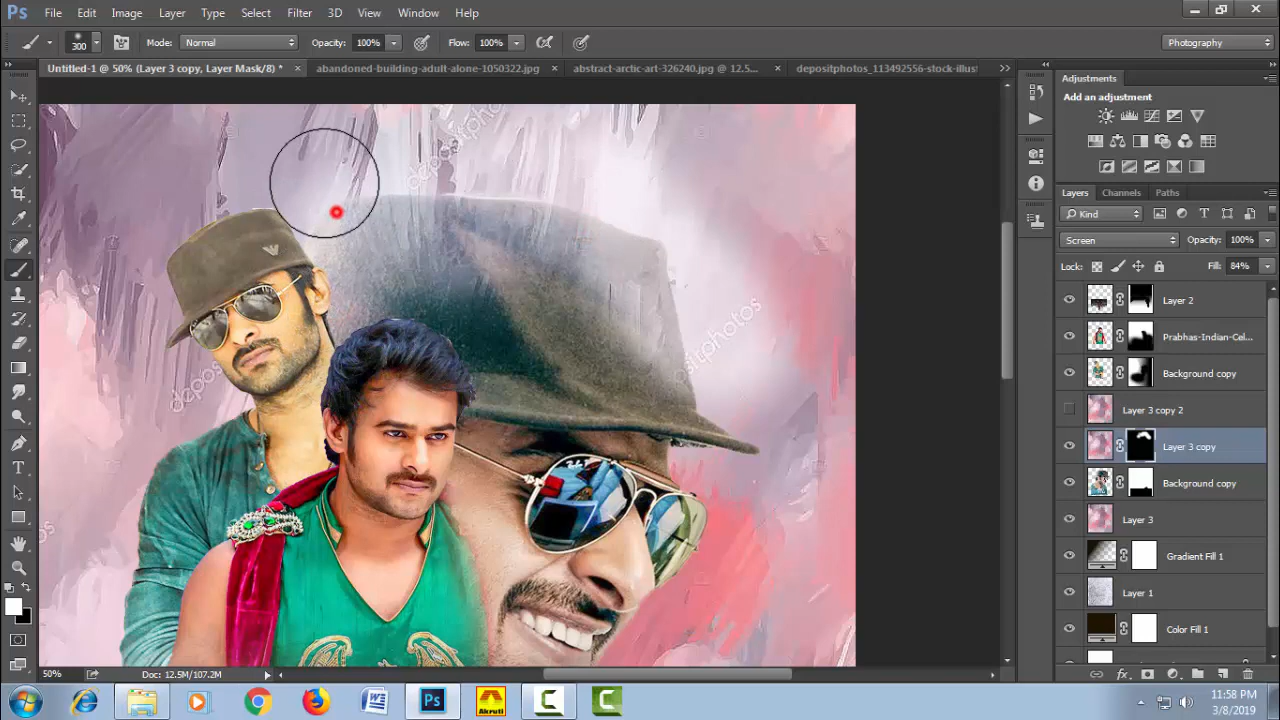 Ps File Edit Image Layer Type Select Filter 3D View Window Help
300 Mode: Normal Opacity: 100% Flow: 100% Photography
Untitled-1 @ 50% (Layer 3 copy, Layer Mask/8) * × abandoned-building-adult-alone-1050322.jpg × abstract-arctic-art-326240.jpg @ 12.5... × depositphotos_113492556-stock-illust
Adjustments
Add an adjustment
Layers Channels Paths
Kind
Screen Opacity: 100%
Lock: Fill: 84%
Layer 2
Prabhas-Indian-Cel...
Background copy
Layer 3 copy 2
Layer 3 copy
Background copy
Layer 3
Gradient Fill 1
Layer 1
Color Fill 1
depositphotos
50% Doc: 12.5M/107.2M
Ps Akruti
11:58 PM
3/8/2019